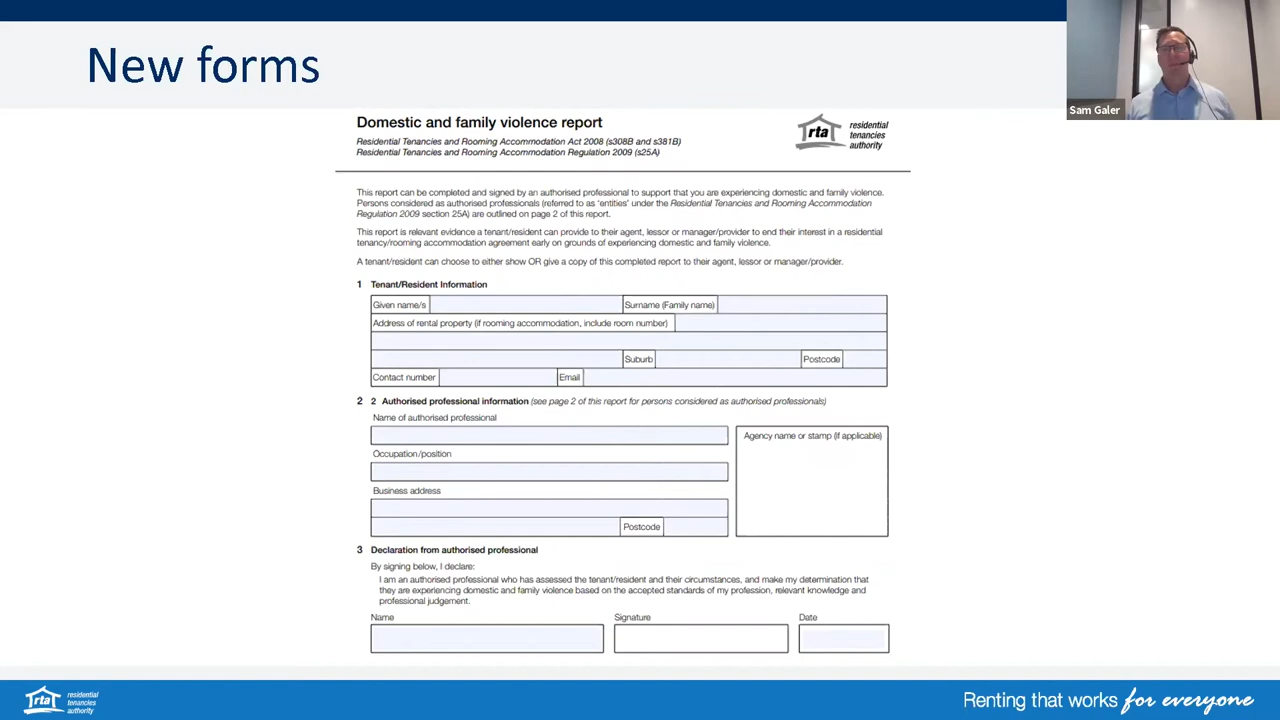 New forms
Sam Galer
Domestic and family violence report
Residential Tenancies and Rooming Accommodation Act 2008 (s308B and s381B)
Residential Tenancies and Rooming Accommodation Regulation 2009 (s25A)
rta
residential
tenancies
authority
This report can be completed and signed by an authorised professional to support that you are experiencing domestic and family violence.
Persons considered as authorised professionals (referred to as 'entities' under the Residential Tenancies and Rooming Accommodation
Regulation 2009 section 25A) are outlined on page 2 of this report.
This report is relevant evidence a tenant/resident can provide to their agent, lessor or manager/provider to end their interest in a residential
tenancy/rooming accommodation agreement early on grounds of experiencing domestic and family violence.
A tenant/resident can choose to either show OR give a copy of this completed report to their agent, lessor or manager/provider.
1 Tenant/Resident Information
Given name/s Surname (Family name)
Address of rental property (if rooming accommodation, include room number)
Suburb Postcode
Contact number Email
2 2 Authorised professional information (see page 2 of this report for persons considered as authorised professionals)
Name of authorised professional
Agency name or stamp (if applicable)
Occupation/position
Business address
Postcode
3 Declaration from authorised professional
By signing below, I declare:
I am an authorised professional who has assessed the tenant/resident and their circumstances, and make my determination that
they are experiencing domestic and family violence based on the accepted standards of my profession, relevant knowledge and
professional judgement.
Name Signature Date
rta
residential
tenancies
authority
Renting that works for everyone